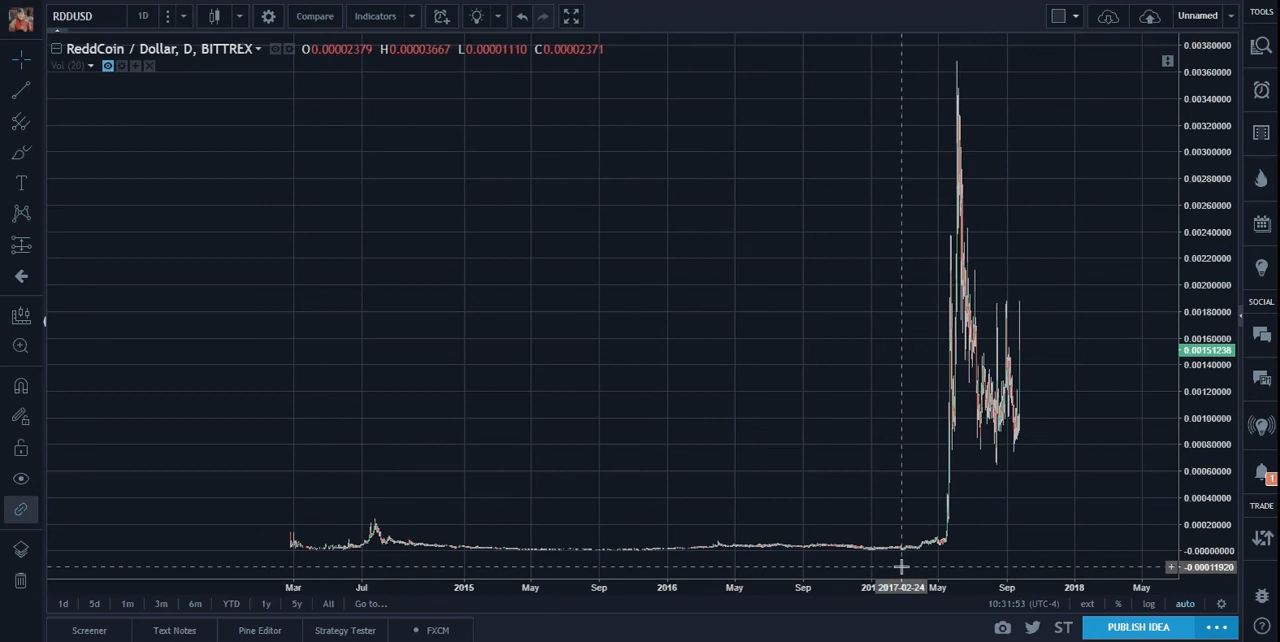 RDDUSD 1D Compare Indicators Unnamed TOOLS
ReddCoin / Dollar, D, BITTREX O0.00002379 H0.00003667 L0.00001110 C0.00002371
Vol (20)
0.00380000
0.00360000
0.00340000
0.00320000
0.00300000
0.00280000
0.00260000
0.00240000
0.00220000
0.00200000
0.00180000
0.00160000
0.00151238
0.00140000
0.00120000
0.00100000
0.00080000
0.00060000
0.00040000
0.00020000
-0.00000000
-0.00011920
SOCIAL
1
TRADE
Mar Jul 2015 May Sep 2016 May Sep 201 2017-02-24 May Sep 2018 May
1d 5d 1m 3m 6m YTD 1y 5y All Go to... 10:31:53 (UTC-4) ext % log auto
Screener Text Notes Pine Editor Strategy Tester FXCM ST PUBLISH IDEA